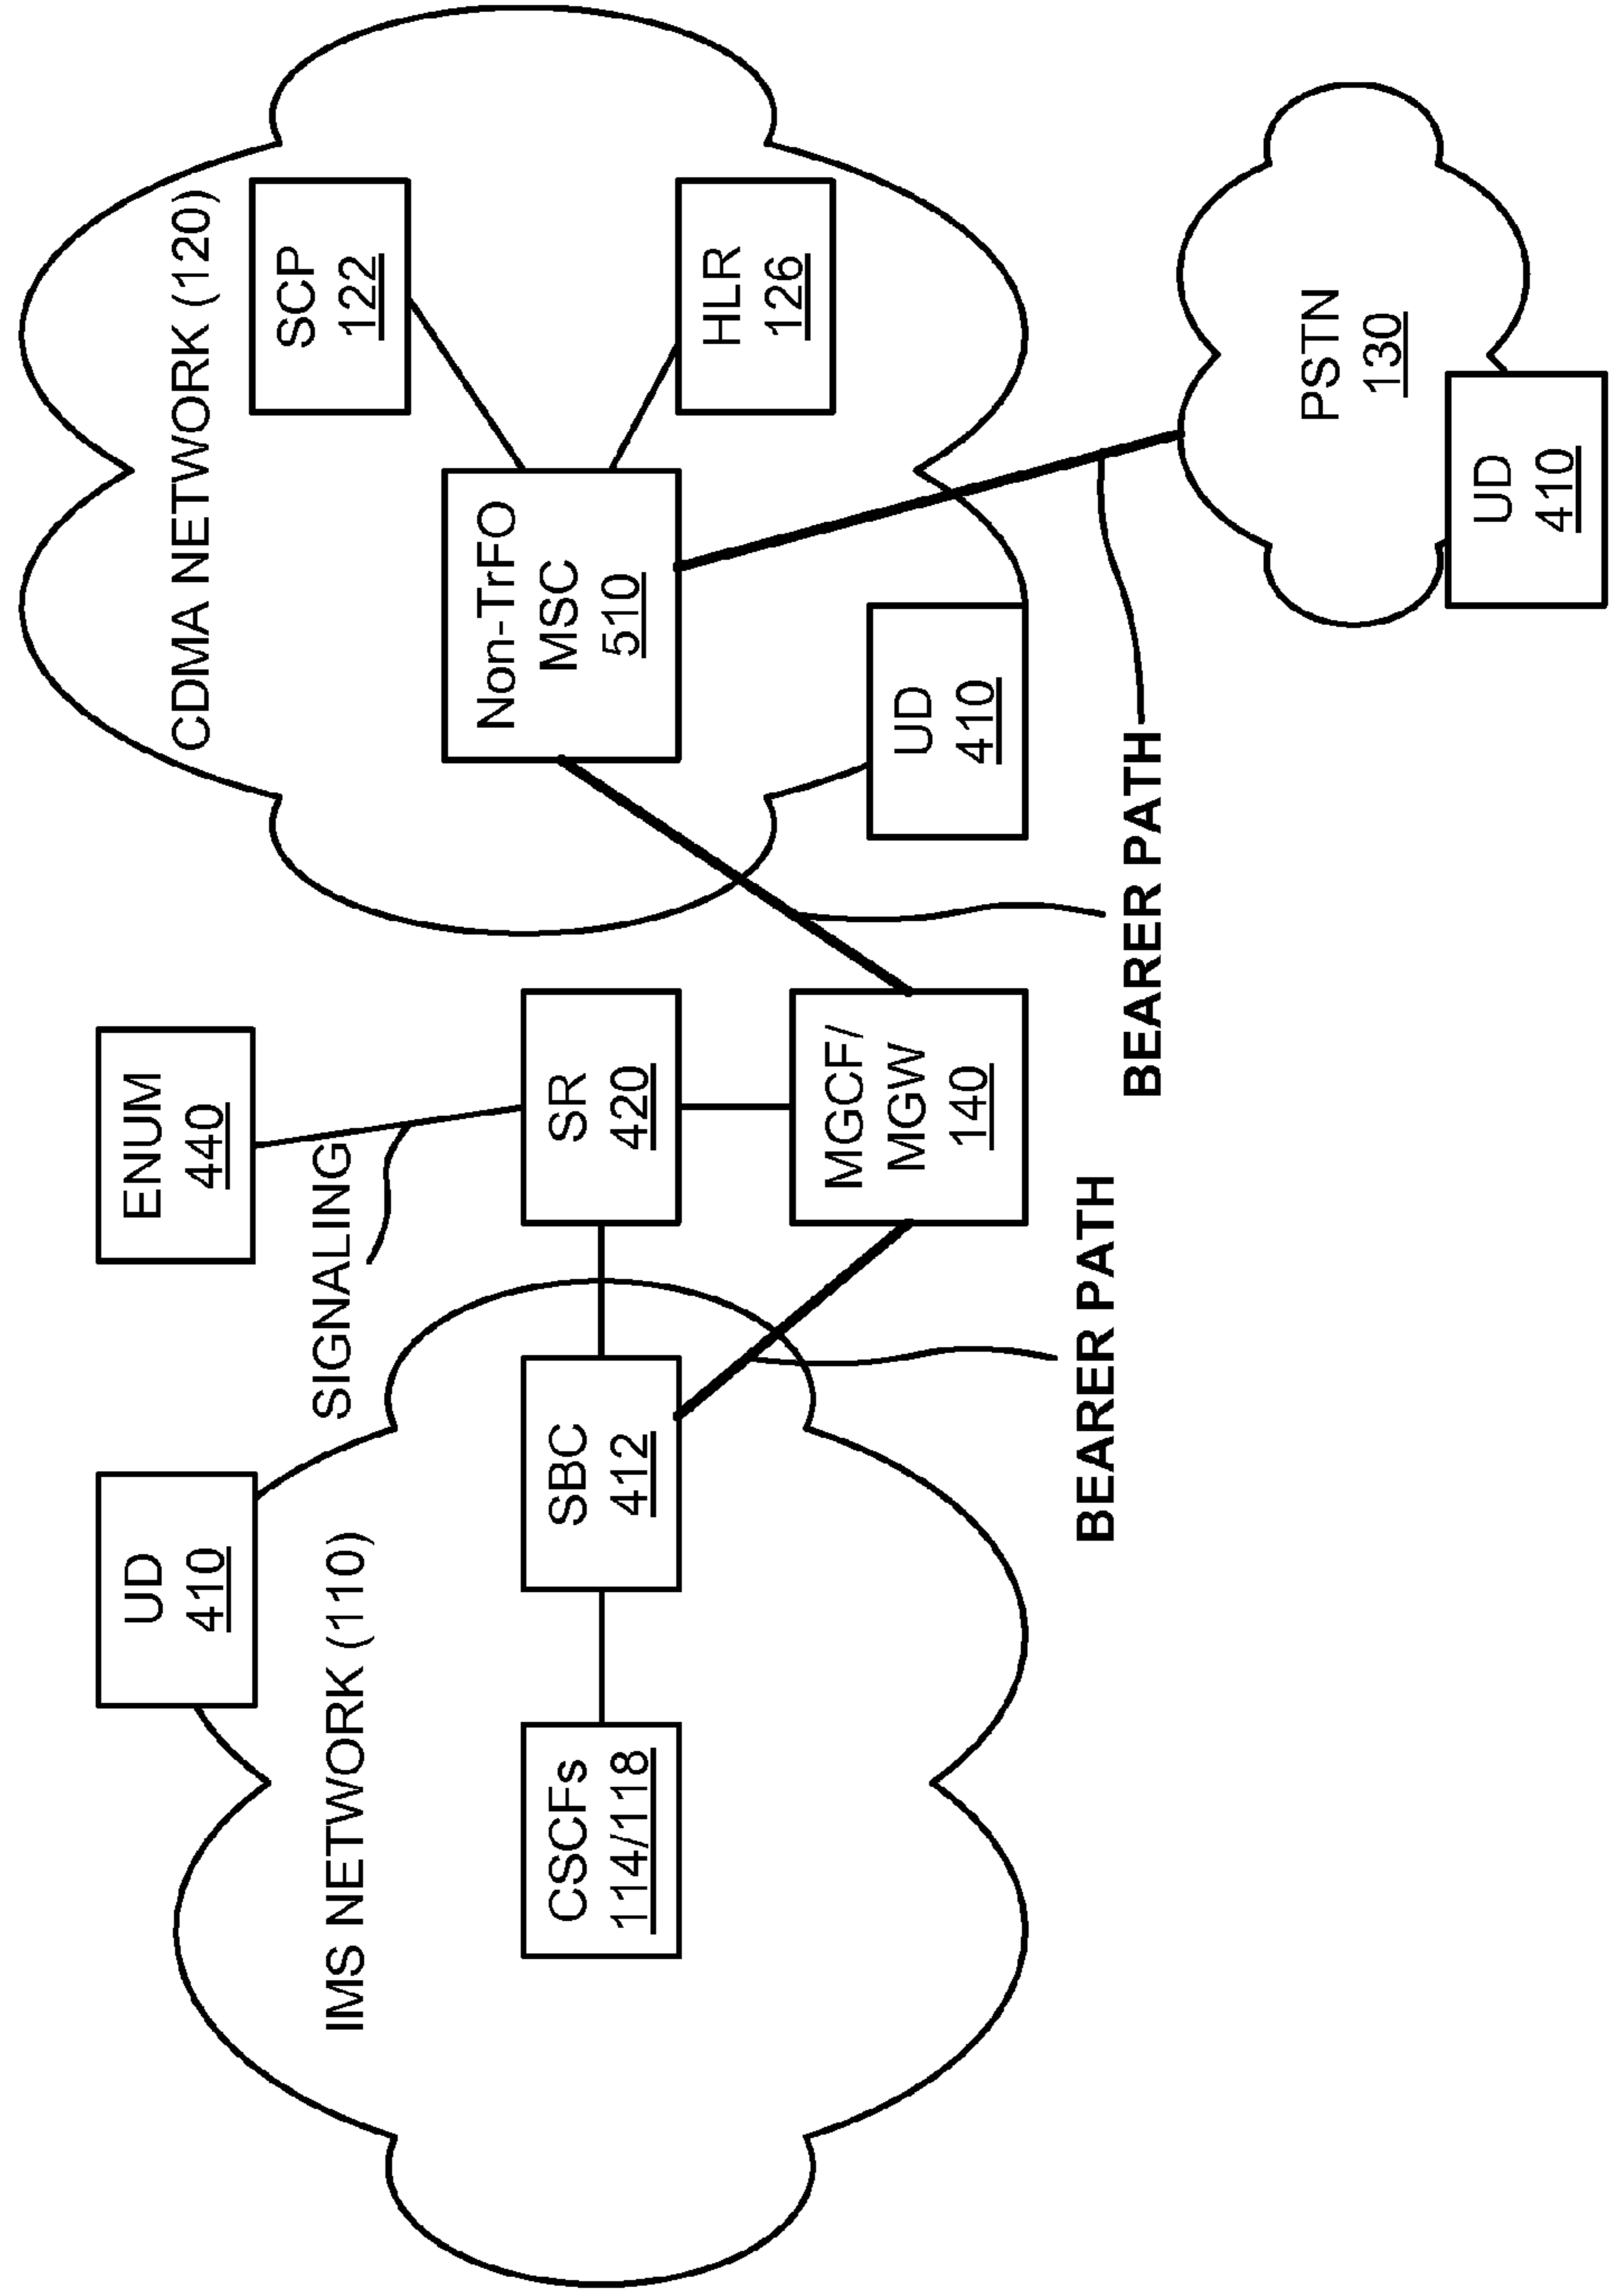 UD
410
IMS NETWORK (110)
CSCFs
114/118
SBC
412
SIGNALING
ENUM
440
SR
420
MGCF/
MGW
140
BEARER PATH
BEARER PATH
CDMA NETWORK (120)
SCP
122
Non-TrFO
MSC
510
HLR
126
UD
410
PSTN
130
UD
410